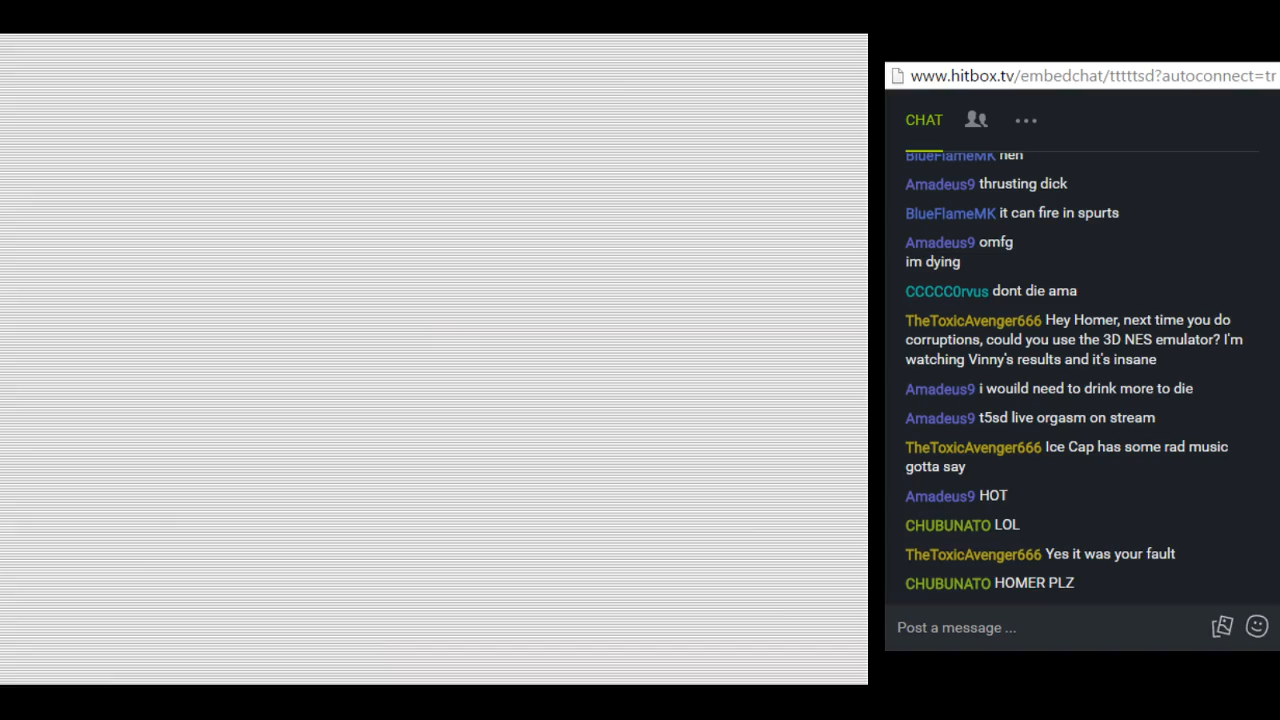 www.hitbox.tv/embedchat/tttttsd?autoconnect=tr
CHAT
BlueFlameMK heh
Amadeus9 thrusting dick
BlueFlameMK it can fire in spurts
Amadeus9 omfg
im dying
CCCCC0rvus dont die ama
TheToxicAvenger666 Hey Homer, next time you do
corruptions, could you use the 3D NES emulator? I'm
watching Vinny's results and it's insane
Amadeus9 i wouild need to drink more to die
Amadeus9 t5sd live orgasm on stream
TheToxicAvenger666 Ice Cap has some rad music
gotta say
Amadeus9 HOT
CHUBUNATO LOL
TheToxicAvenger666 Yes it was your fault
CHUBUNATO HOMER PLZ
Post a message ...